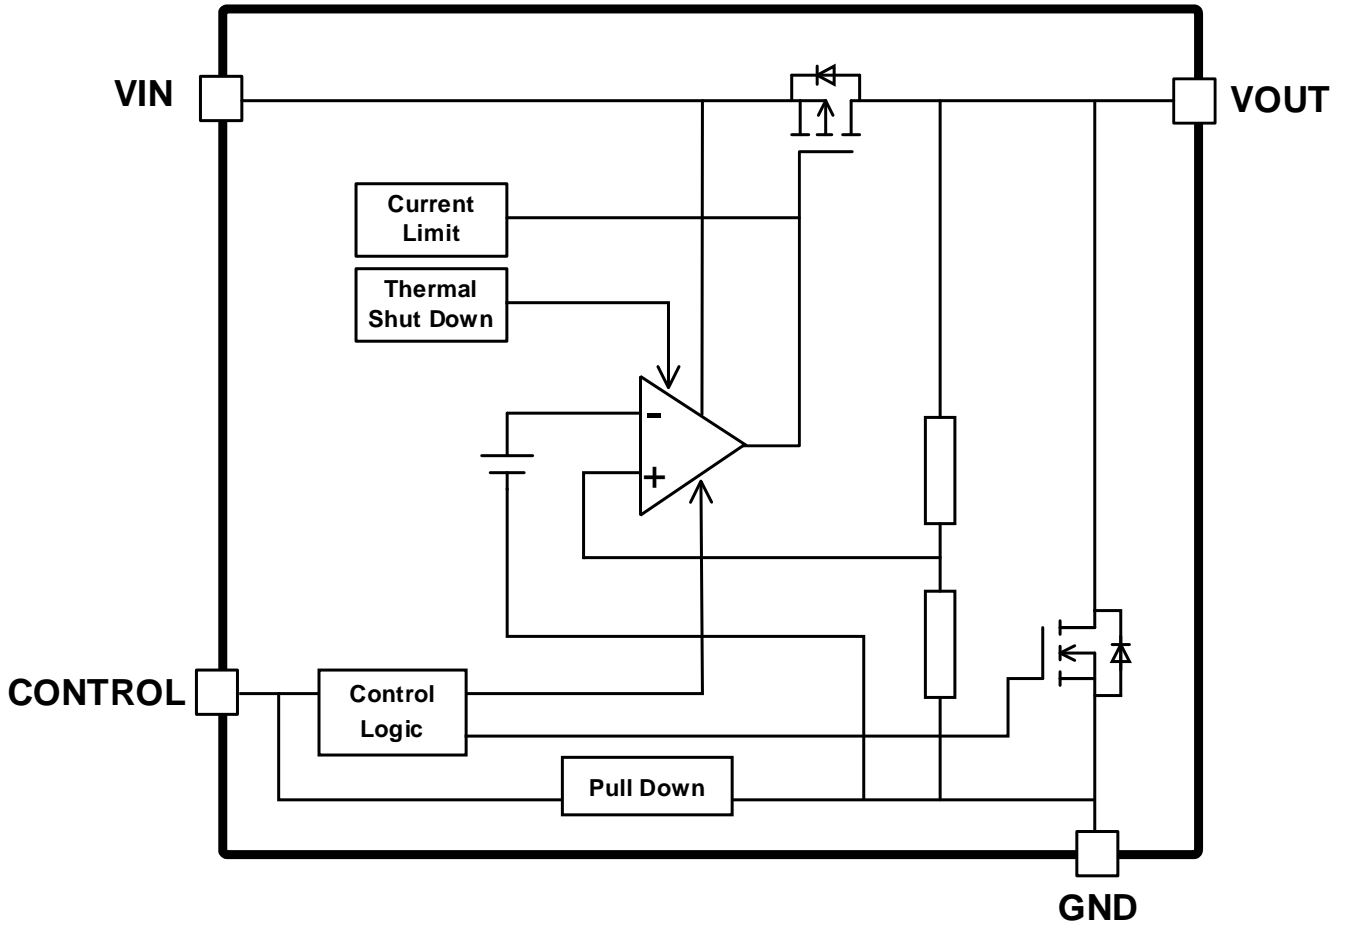 VIN
VOUT
Current
Limit
Thermal
Shut Down
-
+
CONTROL
Control
Logic
Pull Down
GND